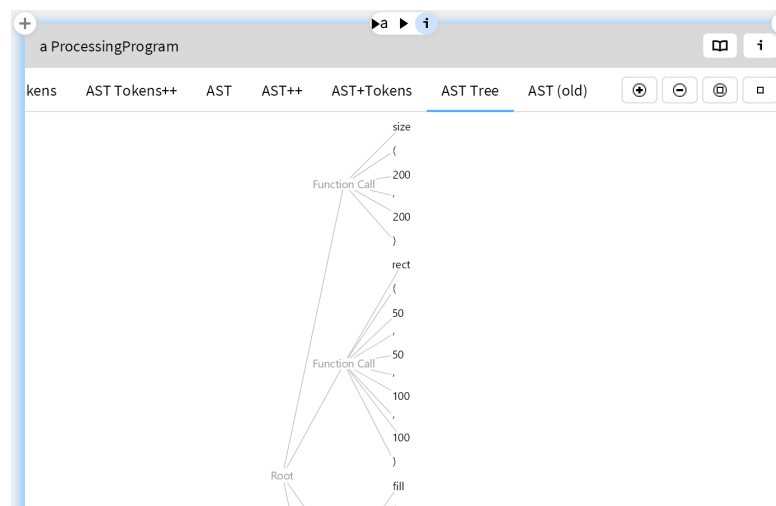 a
i
a ProcessingProgram
i
kens AST Tokens++ AST AST++ AST+Tokens AST Tree AST (old)
size
(
200
Function Call
,
200
)
rect
(
50
,
50
Function Call
,
100
,
100
)
Root
fill